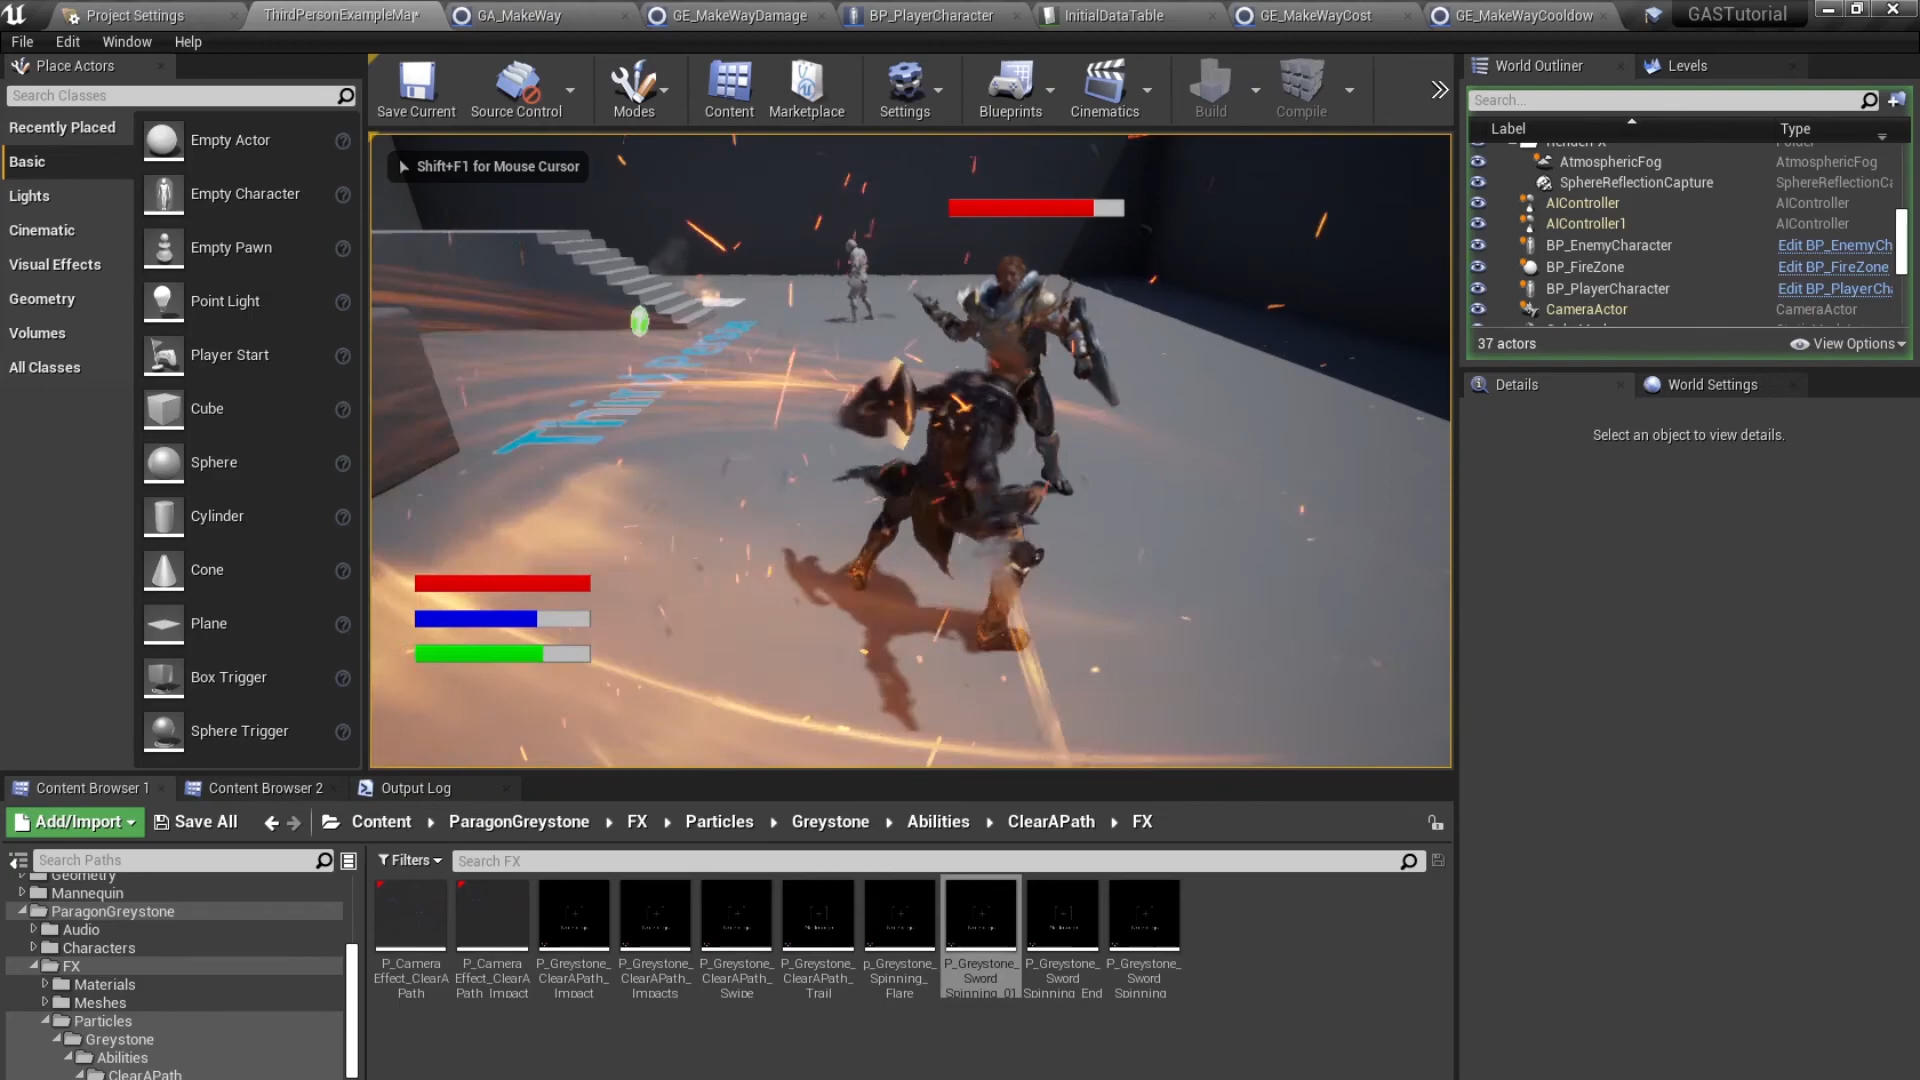 Project Settings
ThirdPersonExampleMap*
GA_MakeWay
GE_MakeWayDamage
BP_PlayerCharacter
InitialDataTable
GE_MakeWayCost
GE_MakeWayCooldow
GASTutorial
File Edit Window Help
Place Actors
Search Classes
Recently Placed
Basic
Lights
Cinematic
Visual Effects
Geometry
Volumes
All Classes
Empty Actor
Empty Character
Empty Pawn
Point Light
Player Start
Cube
Sphere
Cylinder
Cone
Plane
Box Trigger
Sphere Trigger
Save Current
Source Control
Modes
Content
Marketplace
Settings
Blueprints
Cinematics
Build
Compile
Shift+F1 for Mouse Cursor
World Outliner
Levels
Search...
Label Type
AtmosphericFog AtmosphericFog
SphereReflectionCapture SphereReflectionCa
AIController AIController
AIController1 AIController
BP_EnemyCharacter Edit BP_EnemyCh
BP_FireZone Edit BP_FireZone
BP_PlayerCharacter Edit BP_PlayerCha
CameraActor CameraActor
37 actors View Options
Details
World Settings
Select an object to view details.
Content Browser 1
Content Browser 2
Output Log
Add/Import
Save All
Content ParagonGreystone FX Particles Greystone Abilities ClearAPath FX
Search Paths
Filters
Search FX
Geometry
Mannequin
ParagonGreystone
Audio
Characters
FX
Materials
Meshes
Particles
Greystone
Abilities
ClearAPath
P_Camera
Effect_ClearA
Path
P_Camera
Effect_ClearA
Path_Impact
P_Greystone_
ClearAPath_
Impact
P_Greystone_
ClearAPath_
Impacts
P_Greystone_
ClearAPath_
Swipe
P_Greystone_
ClearAPath_
Trail
p_Greystone_
Spinning_
Flare
P_Greystone_
Sword
Spinning_01
P_Greystone_
Sword
Spinning_End
P_Greystone_
Sword
Spinning